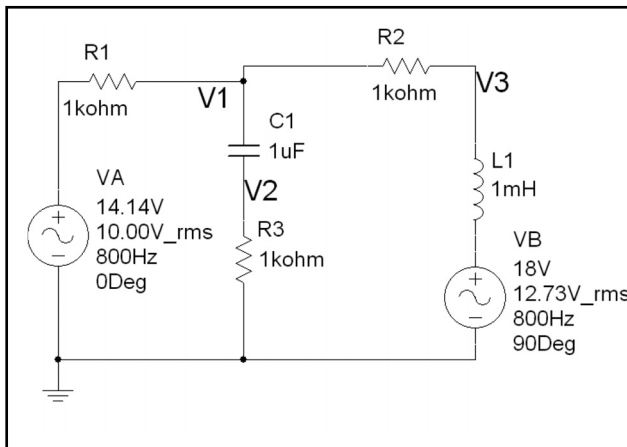 R1
1kohm
V1
R2
1kohm
V3
C1
1uF
V2
R3
1kohm
L1
1mH
VA
14.14V
10.00V_rms
800Hz
0Deg
VB
18V
12.73V_rms
800Hz
90Deg